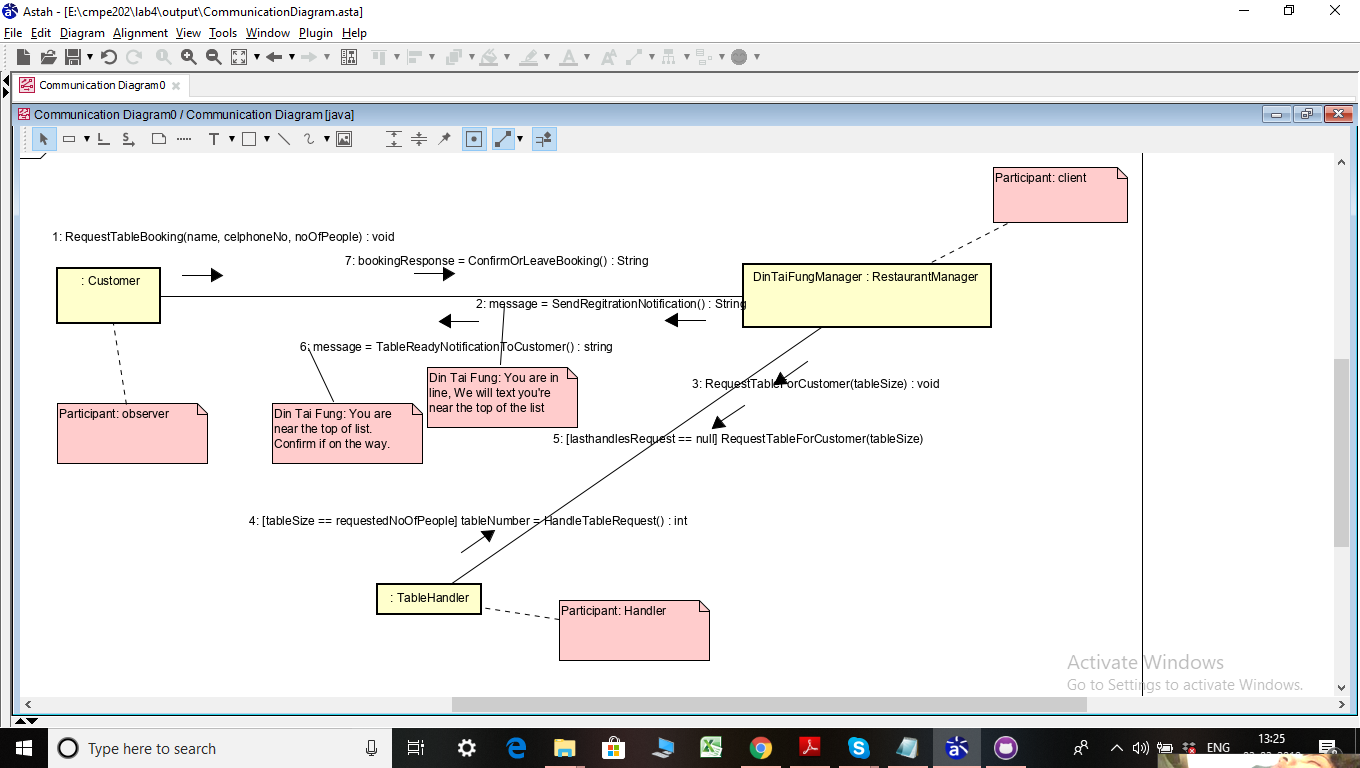 Astah - [E:\cmpe202\lab4\output\CommunicationDiagram.asta]
File Edit Diagram Alignment View Tools Window Plugin Help
Communication Diagram0
Communication Diagram0 / Communication Diagram [java]
Participant: client
1: RequestTableBooking(name, celphoneNo, noOfPeople) : void
7: bookingResponse = ConfirmOrLeaveBooking() : String
: Customer
DinTaiFungManager : RestaurantManager
2: message = SendRegitrationNotification() : String
6: message = TableReadyNotificationToCustomer() : string
Din Tai Fung: You are in
line, We will text you're
near the top of the list
3: RequestTableForCustomer(tableSize) : void
Participant: observer
Din Tai Fung: You are
near the top of list.
Confirm if on the way.
5: [lasthandlesRequest == null] RequestTableForCustomer(tableSize)
4: [tableSize == requestedNoOfPeople] tableNumber = HandleTableRequest() : int
: TableHandler
Participant: Handler
Activate Windows
Go to Settings to activate Windows.
Type here to search
ENG
13:25